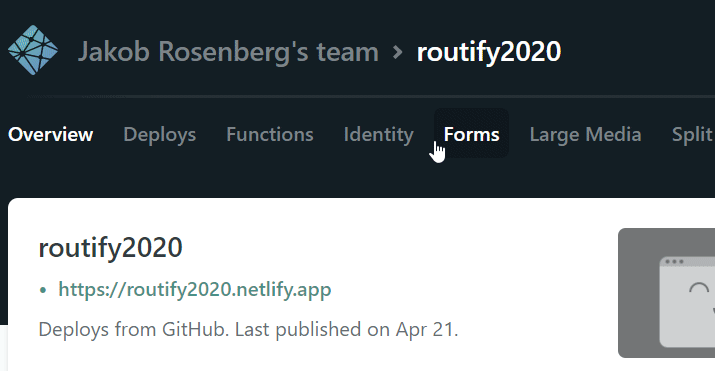 Jakob Rosenberg's team > routify2020
Overview Deploys Functions Identity Forms Large Media Split
routify2020
• https://routify2020.netlify.app
Deploys from GitHub. Last published on Apr 21.